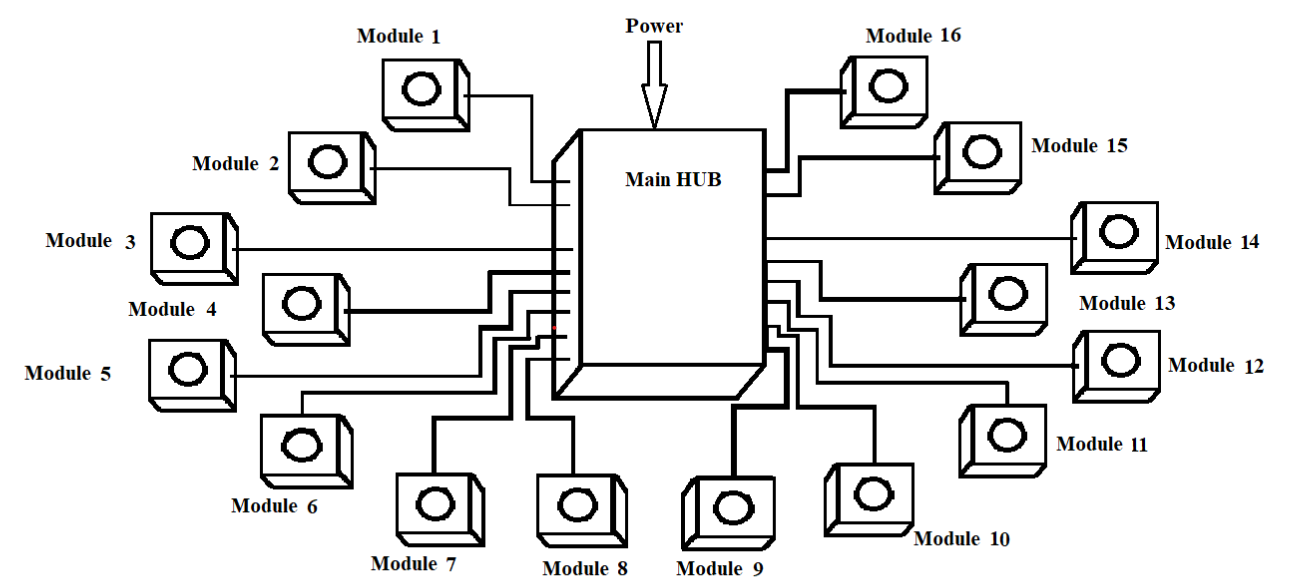 Power
Module 1
Module 16
Module 2
Module 15
Main HUB
Module 3
Module 14
Module 4
Module 13
Module 5
Module 12
Module 6
Module 11
Module 7
Module 10
Module 8
Module 9